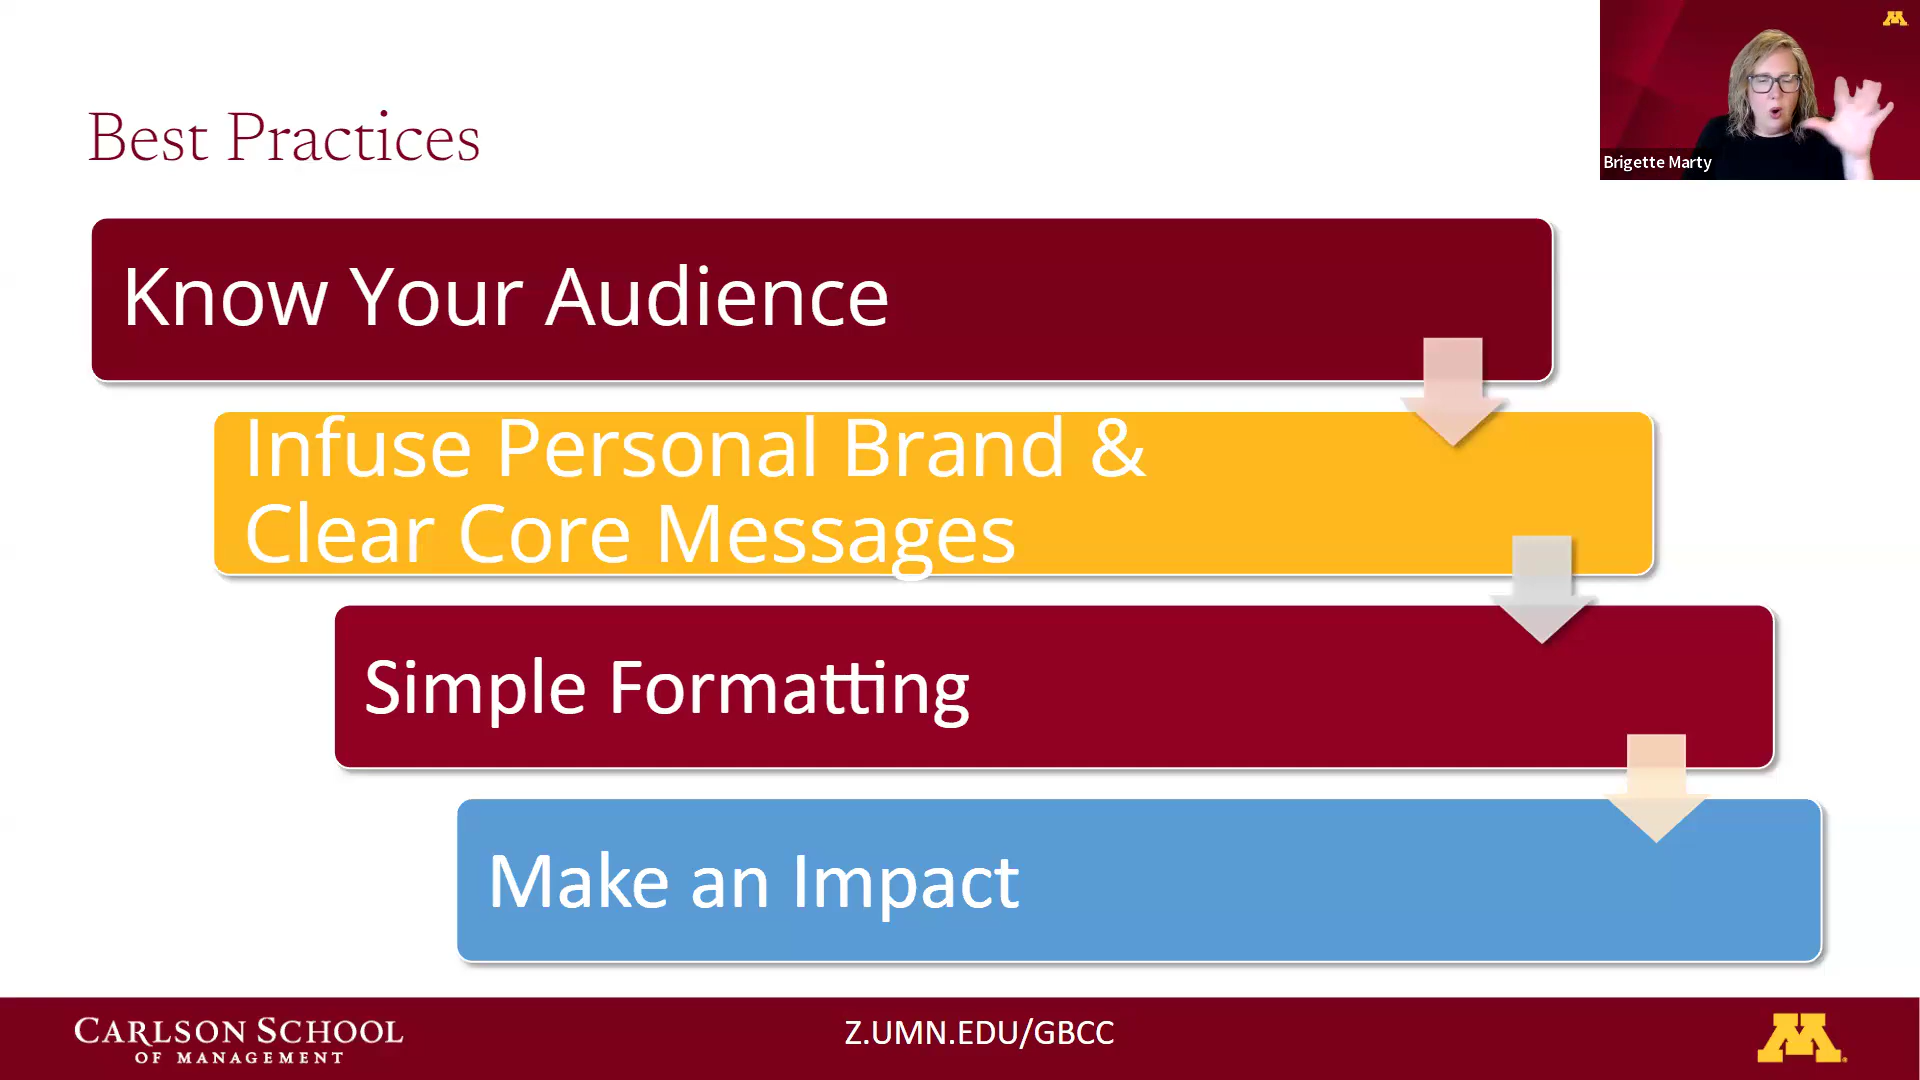 Best Practices
Brigette Marty
Know Your Audience
Infuse Personal Brand &
Clear Core Messages
Simple Formatting
Make an Impact
CARLSON SCHOOL
OF MANAGEMENT
Z.UMN.EDU/GBCC
M
M